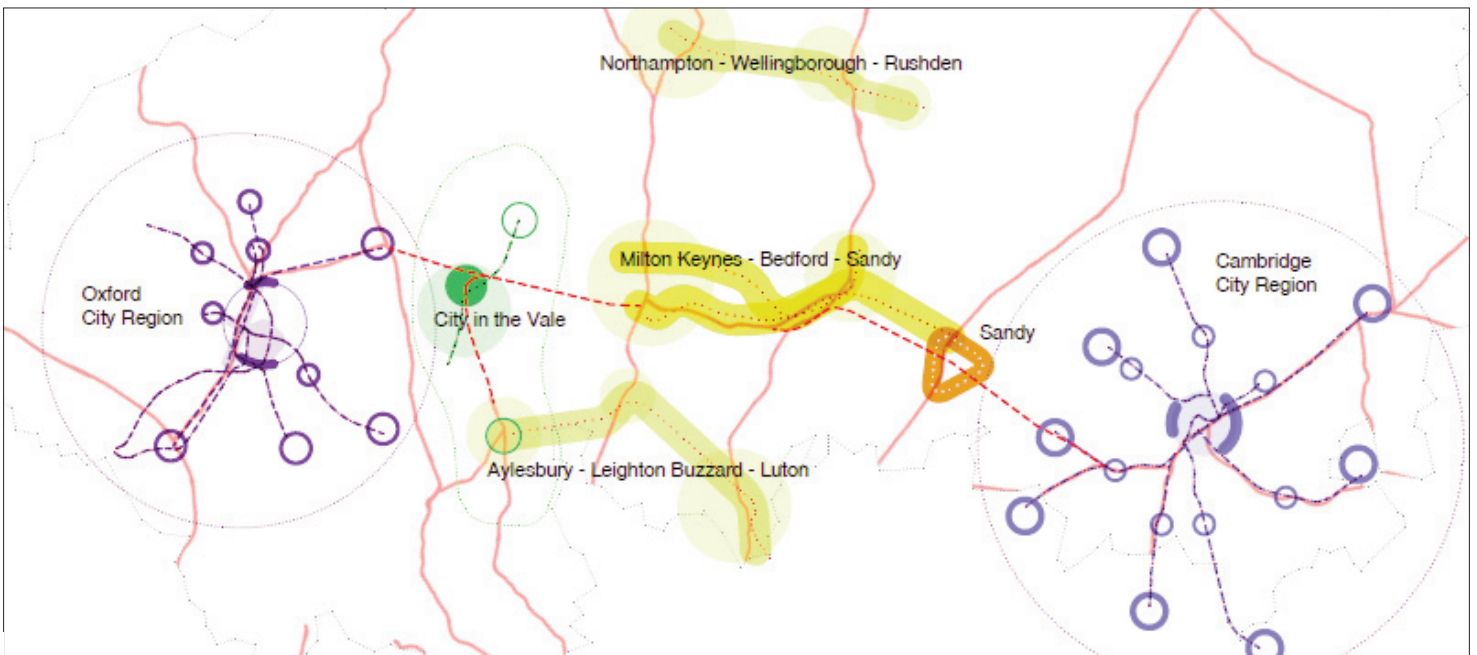 Northampton - Wellingborough - Rushden
Oxford
City Region
Milton Keynes - Bedford - Sandy
Cambridge
City Region
City in the Vale
Sandy
Aylesbury - Leighton Buzzard - Luton